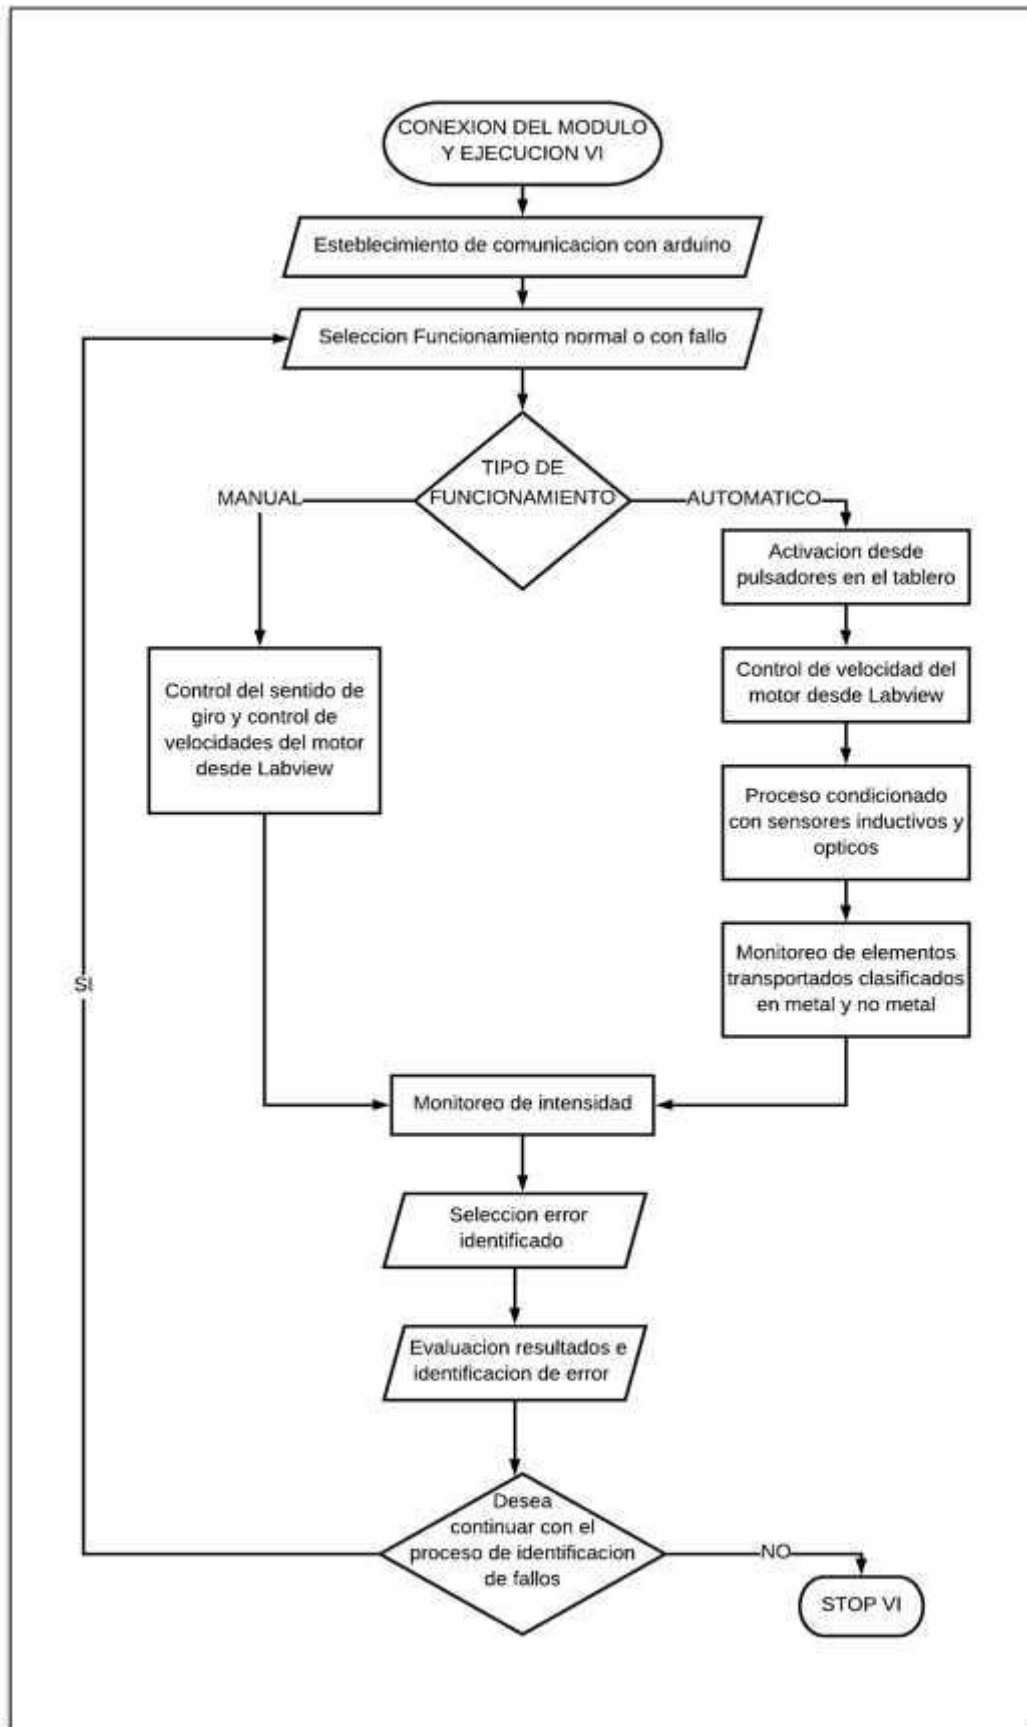 CONEXION DEL MODULO
Y EJECUCION VI
Esteblecimiento de comunicacion con arduino
Seleccion Funcionamiento normal o con fallo
TIPO DE
FUNCIONAMIENTO
MANUAL
AUTOMATICO
Activacion desde
pulsadores en el tablero
Control del sentido de
giro y control de
velocidades del motor
desde Labview
Control de velocidad del
motor desde Labview
Proceso condicionado
con sensores inductivos y
opticos
Monitoreo de elementos
transportados clasificados
en metal y no metal
SI
Monitoreo de intensidad
Seleccion error
identificado
Evaluacion resultados e
identificacion de error
Desea
continuar con el
proceso de identificacion
de fallos
NO
STOP VI